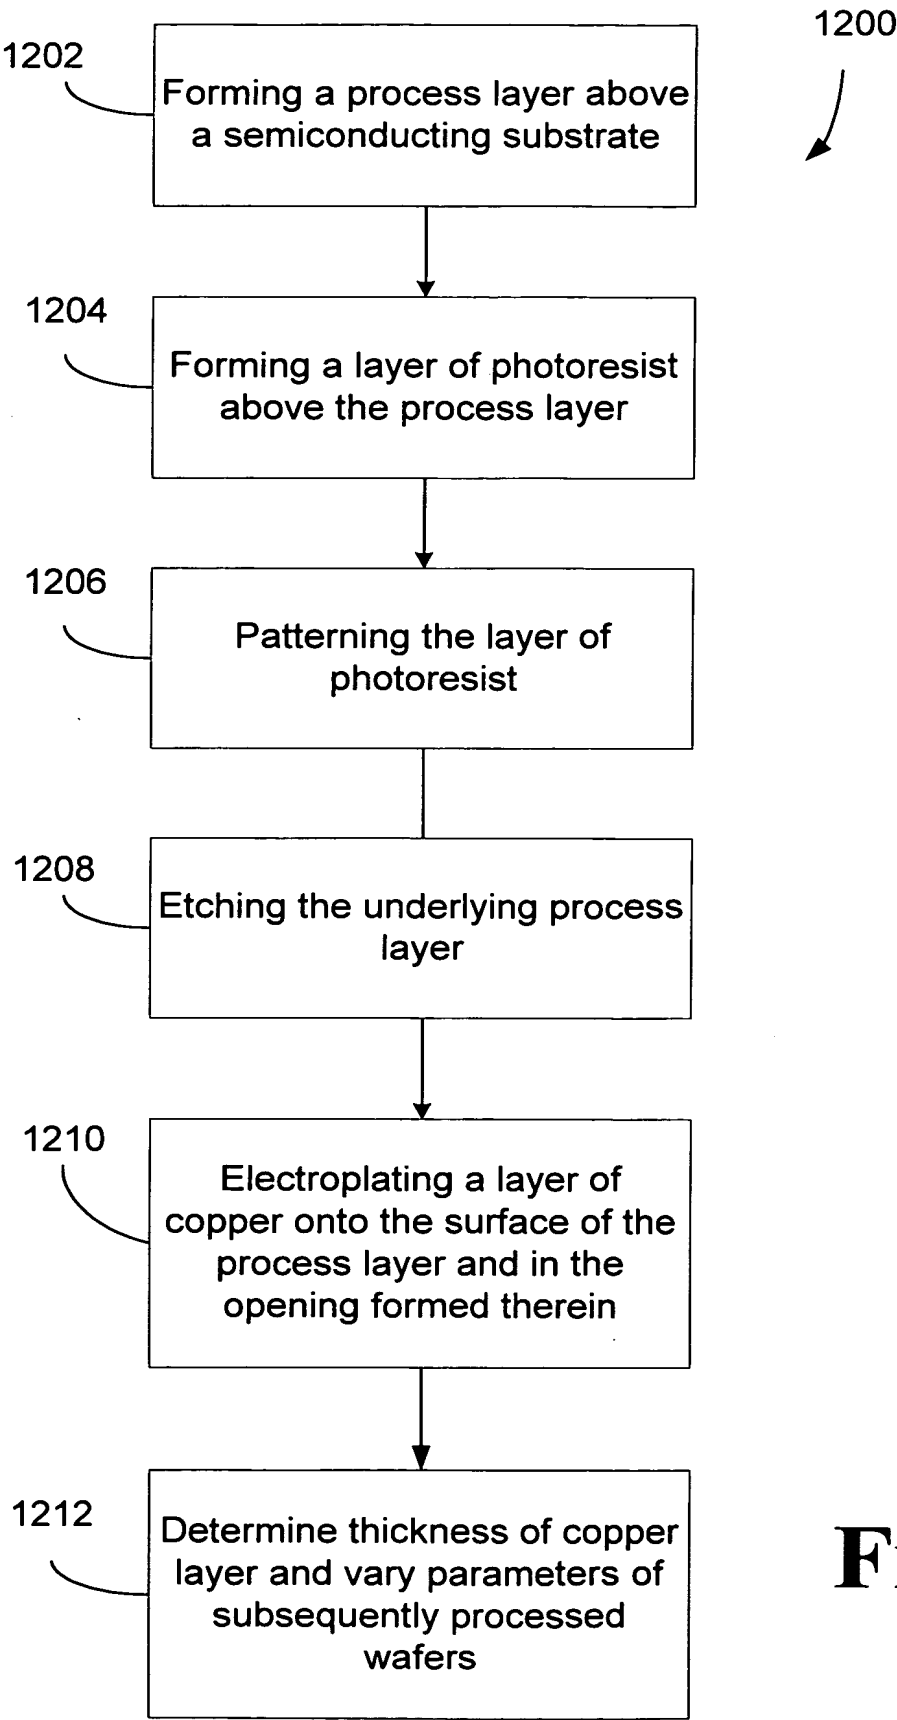 1200
1202
Forming a process layer above
a semiconducting substrate
1204
Forming a layer of photoresist
above the process layer
1206
Patterning the layer of
photoresist
1208
Etching the underlying process
layer
1210
Electroplating a layer of
copper onto the surface of the
process layer and in the
opening formed therein
1212
Determine thickness of copper
layer and vary parameters of
subsequently processed
wafers